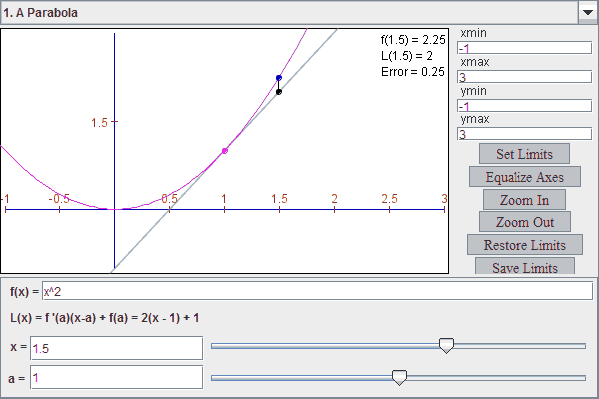 1. A Parabola
f(1.5) = 2.25
L(1.5) = 2
Error = 0.25
1.5
-1 -0.5 0.5 1 1.5 2 2.5 3
xmin
-1
xmax
3
ymin
-1
ymax
3
Set Limits
Equalize Axes
Zoom In
Zoom Out
Restore Limits
Save Limits
f(x) = x^2
L(x) = f '(a)(x-a) + f(a) = 2(x - 1) + 1
x = 1.5
a = 1